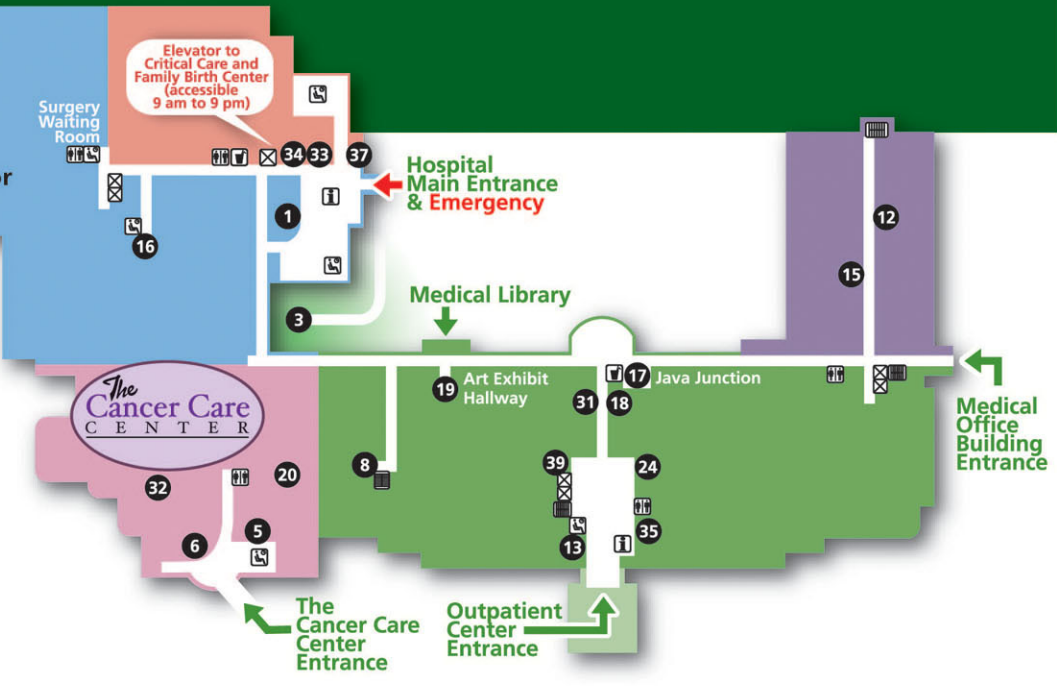 Elevator to
Critical Care and
Family Birth Center
(accessible
9 am to 9 pm)
Surgery
Waiting
Room
or
34
33
37
Hospital
Main Entrance
& Emergency
1
16
12
15
3
Medical Library
The
Cancer Care
CENTER
19
Art Exhibit
Hallway
17
Java Junction
31
18
Medical
Office
Building
Entrance
8
39
24
20
32
5
6
13
35
The
Cancer Care
Center
Entrance
Outpatient
Center
Entrance